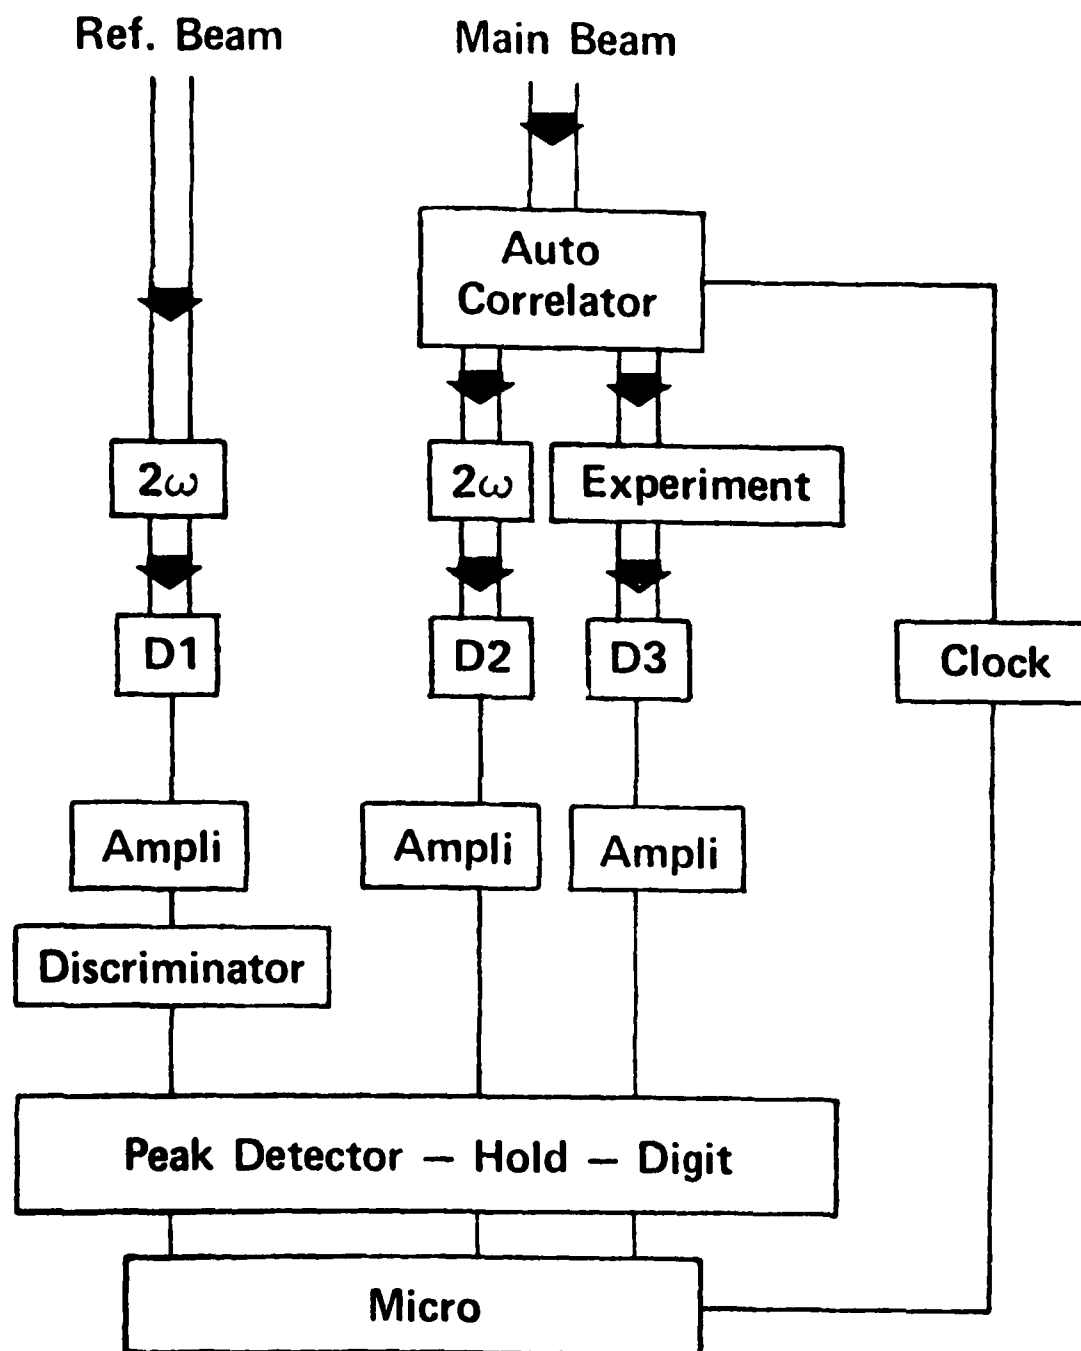 Ref. Beam
Main Beam
Auto
Correlator
2ω
2ω
Experiment
D1
D2
D3
Clock
Ampli
Ampli
Ampli
Discriminator
Peak Detector – Hold – Digit
Micro